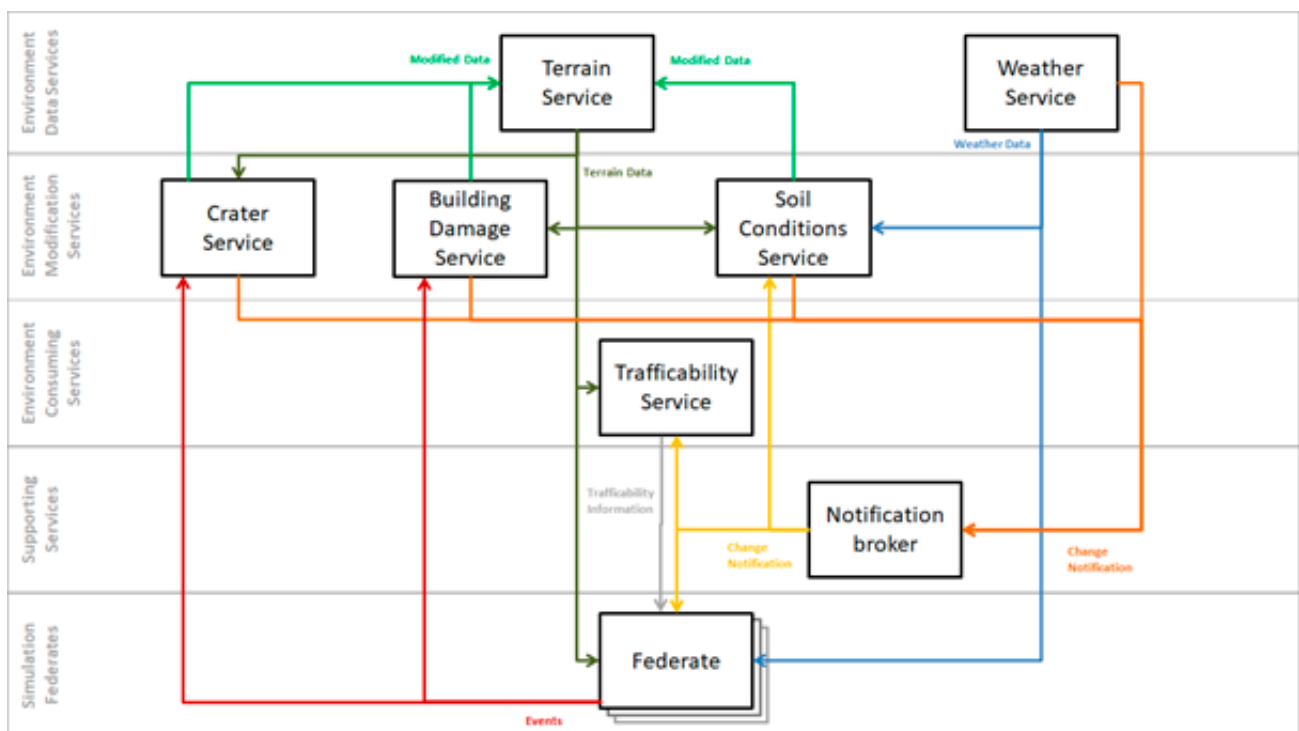 Environment
Data Services
Modified Data
Terrain
Service
Modified Data
Weather
Service
Weather Data
Environment
Modification
Services
Crater
Service
Building
Damage
Service
Terrain Data
Soil
Conditions
Service
Environment
Consuming
Services
Trafficability
Service
Supporting
Services
Trafficability
Information
Change
Notification
Notification
broker
Change
Notification
Simulation
Federates
Federate
Events